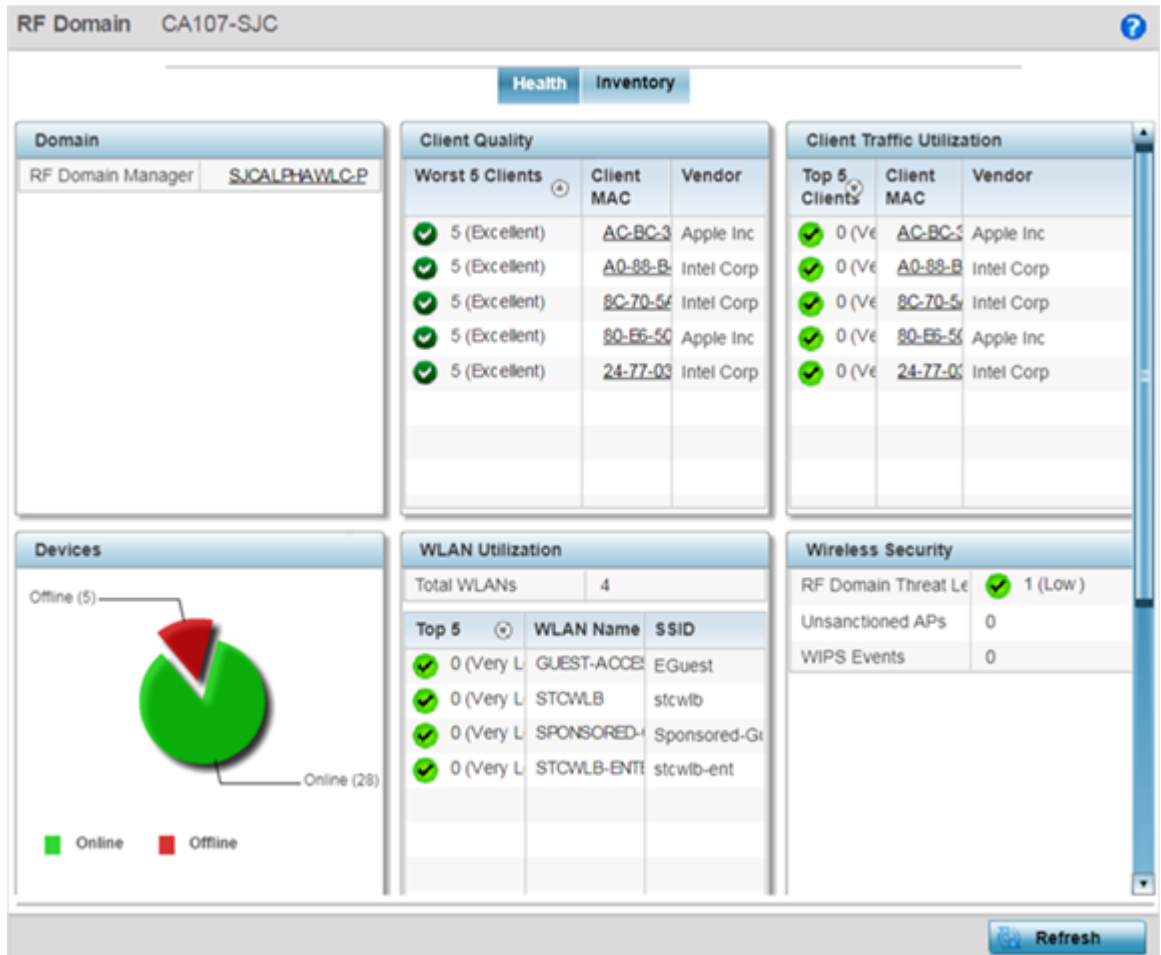 RF Domain CA107-SJC
Health Inventory
Domain
RF Domain Manager SJCALPHAWLC-P
Client Quality
Worst 5 Clients Client MAC Vendor
5 (Excellent) AC-BC-3 Apple Inc
5 (Excellent) A0-88-B Intel Corp
5 (Excellent) 8C-70-5A Intel Corp
5 (Excellent) 80-E6-50 Apple Inc
5 (Excellent) 24-77-03 Intel Corp
Client Traffic Utilization
Top 5 Clients Client MAC Vendor
0 (Ve AC-BC-3 Apple Inc
0 (Ve A0-88-B Intel Corp
0 (Ve 8C-70-5 Intel Corp
0 (Ve 80-E6-50 Apple Inc
0 (Ve 24-77-03 Intel Corp
Devices
Offline (5)
Online (28)
Online Offline
WLAN Utilization
Total WLANs 4
Top 5 WLAN Name SSID
0 (Very L GUEST-ACCES EGuest
0 (Very L STCWLB stcwlb
0 (Very L SPONSORED- Sponsored-Gu
0 (Very L STCWLB-ENTE stcwlb-ent
Wireless Security
RF Domain Threat Le 1 (Low)
Unsanctioned APs 0
WIPS Events 0
Refresh